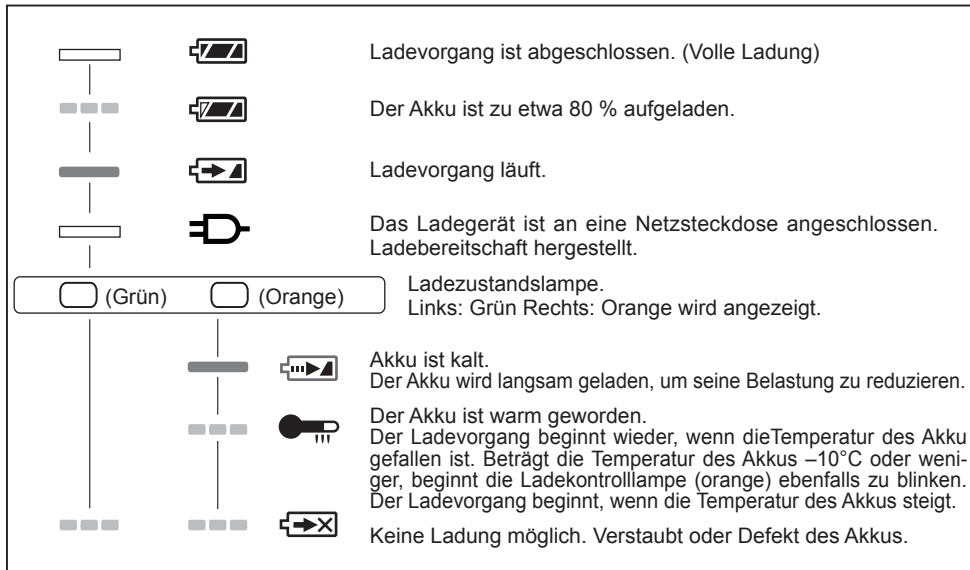 Ladevorgang ist abgeschlossen. (Volle Ladung)
Der Akku ist zu etwa 80 % aufgeladen.
Ladevorgang läuft.
Das Ladegerät ist an eine Netzsteckdose angeschlossen.
Ladebereitschaft hergestellt.
(Grün) (Orange)
Ladezustandslampe.
Links: Grün Rechts: Orange wird angezeigt.
Akku ist kalt.
Der Akku wird langsam geladen, um seine Belastung zu reduzieren.
Der Akku ist warm geworden.
Der Ladevorgang beginnt wieder, wenn dieTemperatur des Akku
gefallen ist. Beträgt die Temperatur des Akkus –10°C oder weni-
ger, beginnt die Ladekontrolllampe (orange) ebenfalls zu blinken.
Der Ladevorgang beginnt, wenn die Temperatur des Akkus steigt.
Keine Ladung möglich. Verstaubt oder Defekt des Akkus.